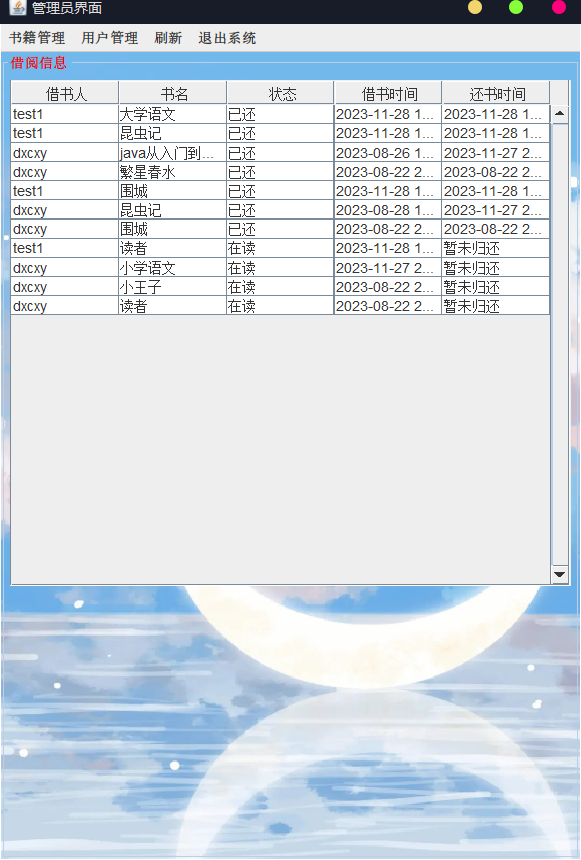 管理员界面
书籍管理 用户管理 刷新 退出系统
借阅信息
借书人 书名 状态 借书时间 还书时间
test1 大学语文 已还 2023-11-28 1... 2023-11-28 1...
test1 昆虫记 已还 2023-11-28 1... 2023-11-28 1...
dxcxy java从入门到... 已还 2023-08-26 1... 2023-11-27 2...
dxcxy 繁星春水 已还 2023-08-22 2... 2023-08-22 2...
test1 围城 已还 2023-11-28 1... 2023-11-28 1...
dxcxy 昆虫记 已还 2023-08-28 1... 2023-11-27 2...
dxcxy 围城 已还 2023-08-22 2... 2023-08-22 2...
test1 读者 在读 2023-11-28 1... 暂未归还
dxcxy 小学语文 在读 2023-11-27 2... 暂未归还
dxcxy 小王子 在读 2023-08-22 2... 暂未归还
dxcxy 读者 在读 2023-08-22 2... 暂未归还